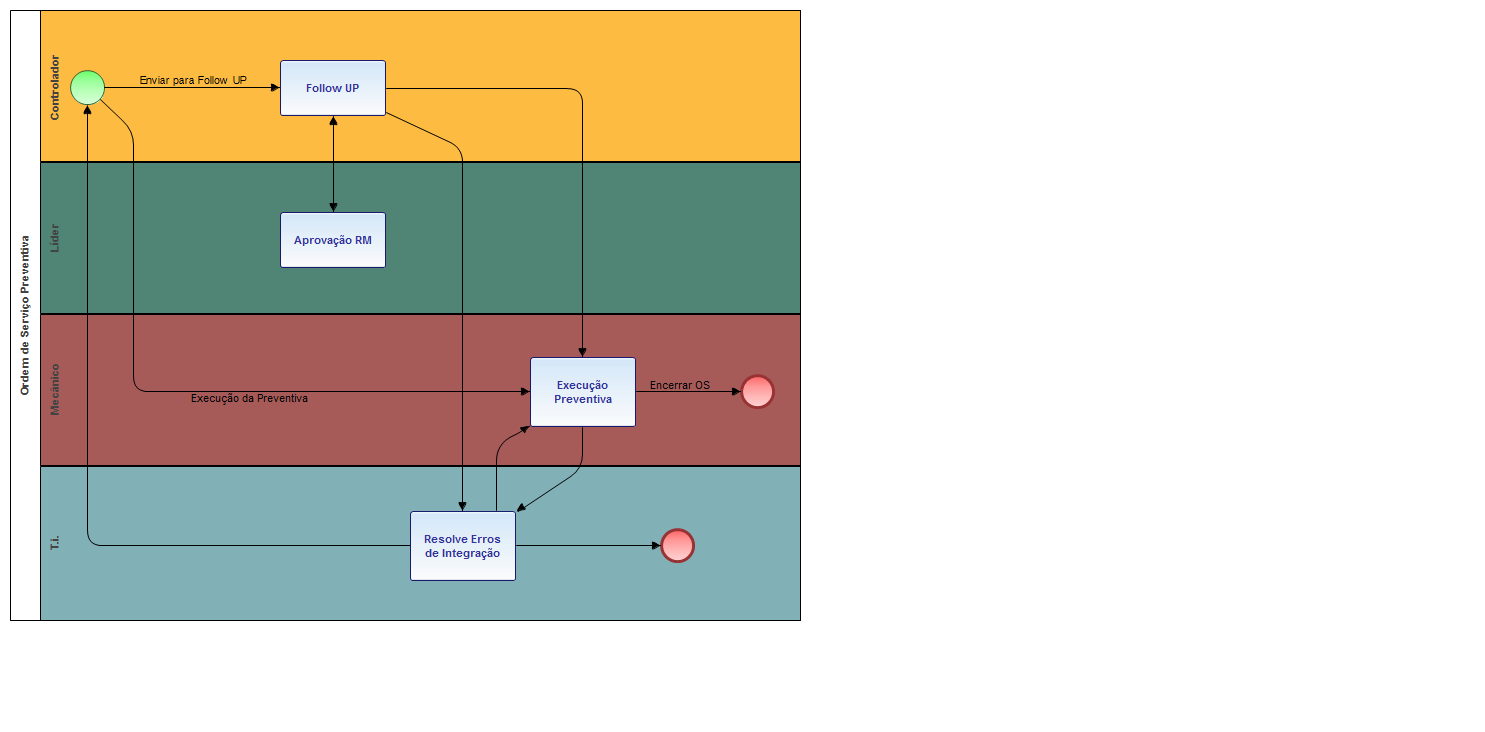 Ordem de Serviço Preventiva
Controlador
Enviar para Follow UP
Follow UP
Líder
Aprovação RM
Mecânico
Execução da Preventiva
Execução
Preventiva
Encerrar OS
T.i.
Resolve Erros
de Integração